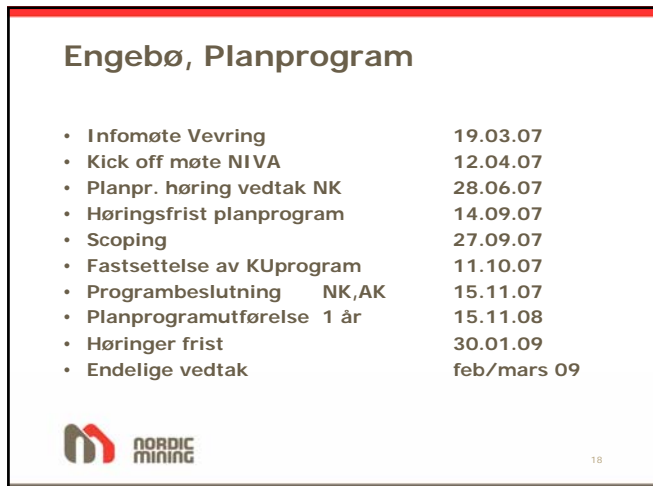 Engebø, Planprogram
• Infomøte Vevring 19.03.07
• Kick off møte NIVA 12.04.07
• Planpr. høring vedtak NK 28.06.07
• Høringsfrist planprogram 14.09.07
• Scoping 27.09.07
• Fastsettelse av KUprogram 11.10.07
• Programbeslutning NK,AK 15.11.07
• Planprogramutførelse 1 år 15.11.08
• Høringer frist 30.01.09
• Endelige vedtak feb/mars 09
NORDIC
MINING
18